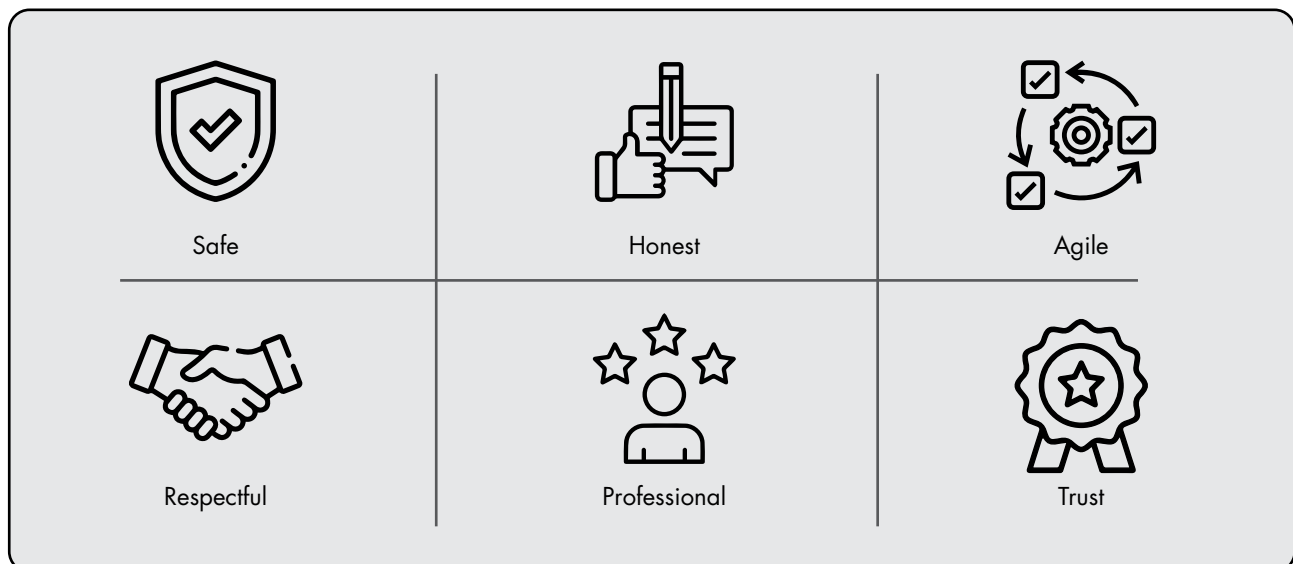 Safe
Honest
Agile
Respectful
Professional
Trust